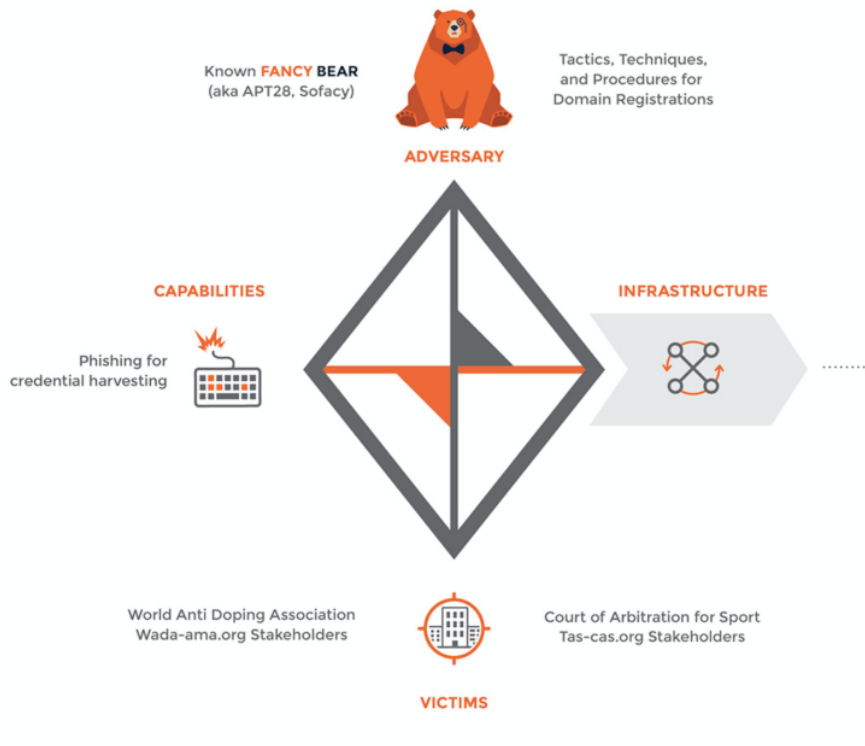 Known FANCY BEAR
(aka APT28, Sofacy)
Tactics, Techniques,
and Procedures for
Domain Registrations
ADVERSARY
CAPABILITIES
INFRASTRUCTURE
Phishing for
credential harvesting
World Anti Doping Association
Wada-ama.org Stakeholders
Court of Arbitration for Sport
Tas-cas.org Stakeholders
VICTIMS